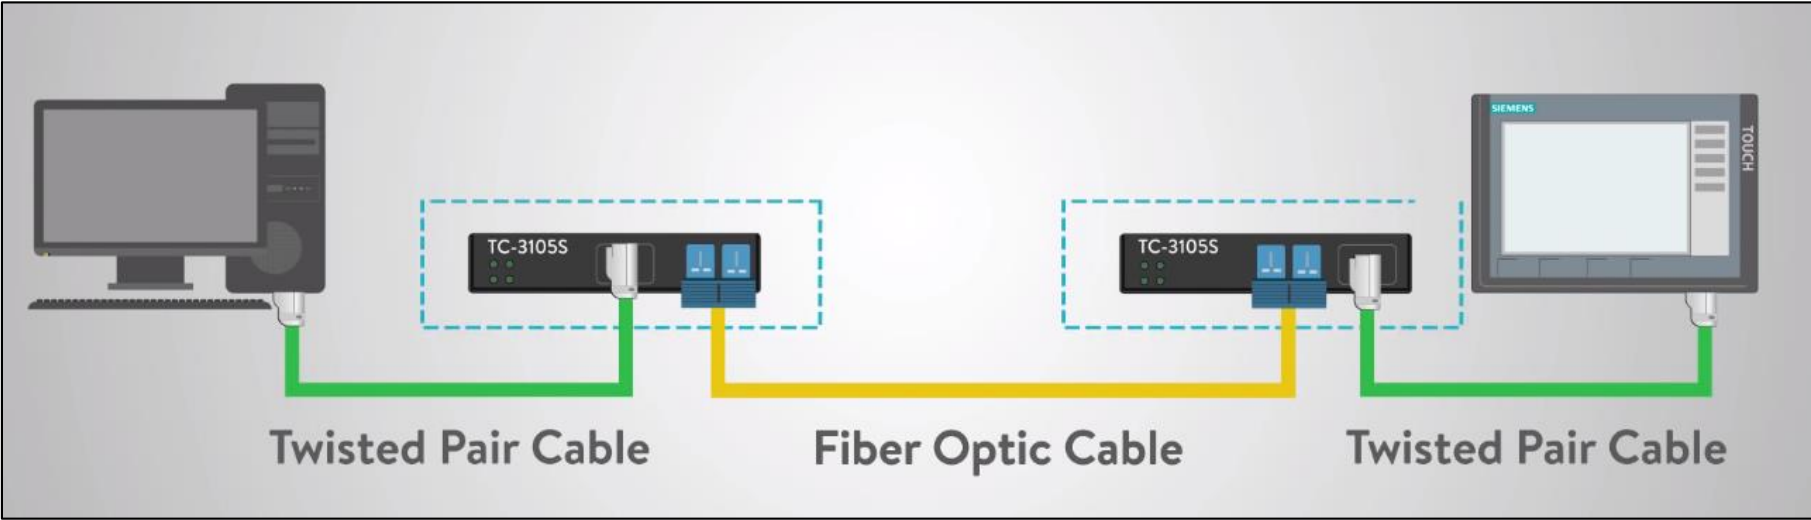 SIEMENS
TOUCH
TC-3105S
TC-3105S
Twisted Pair Cable
Fiber Optic Cable
Twisted Pair Cable